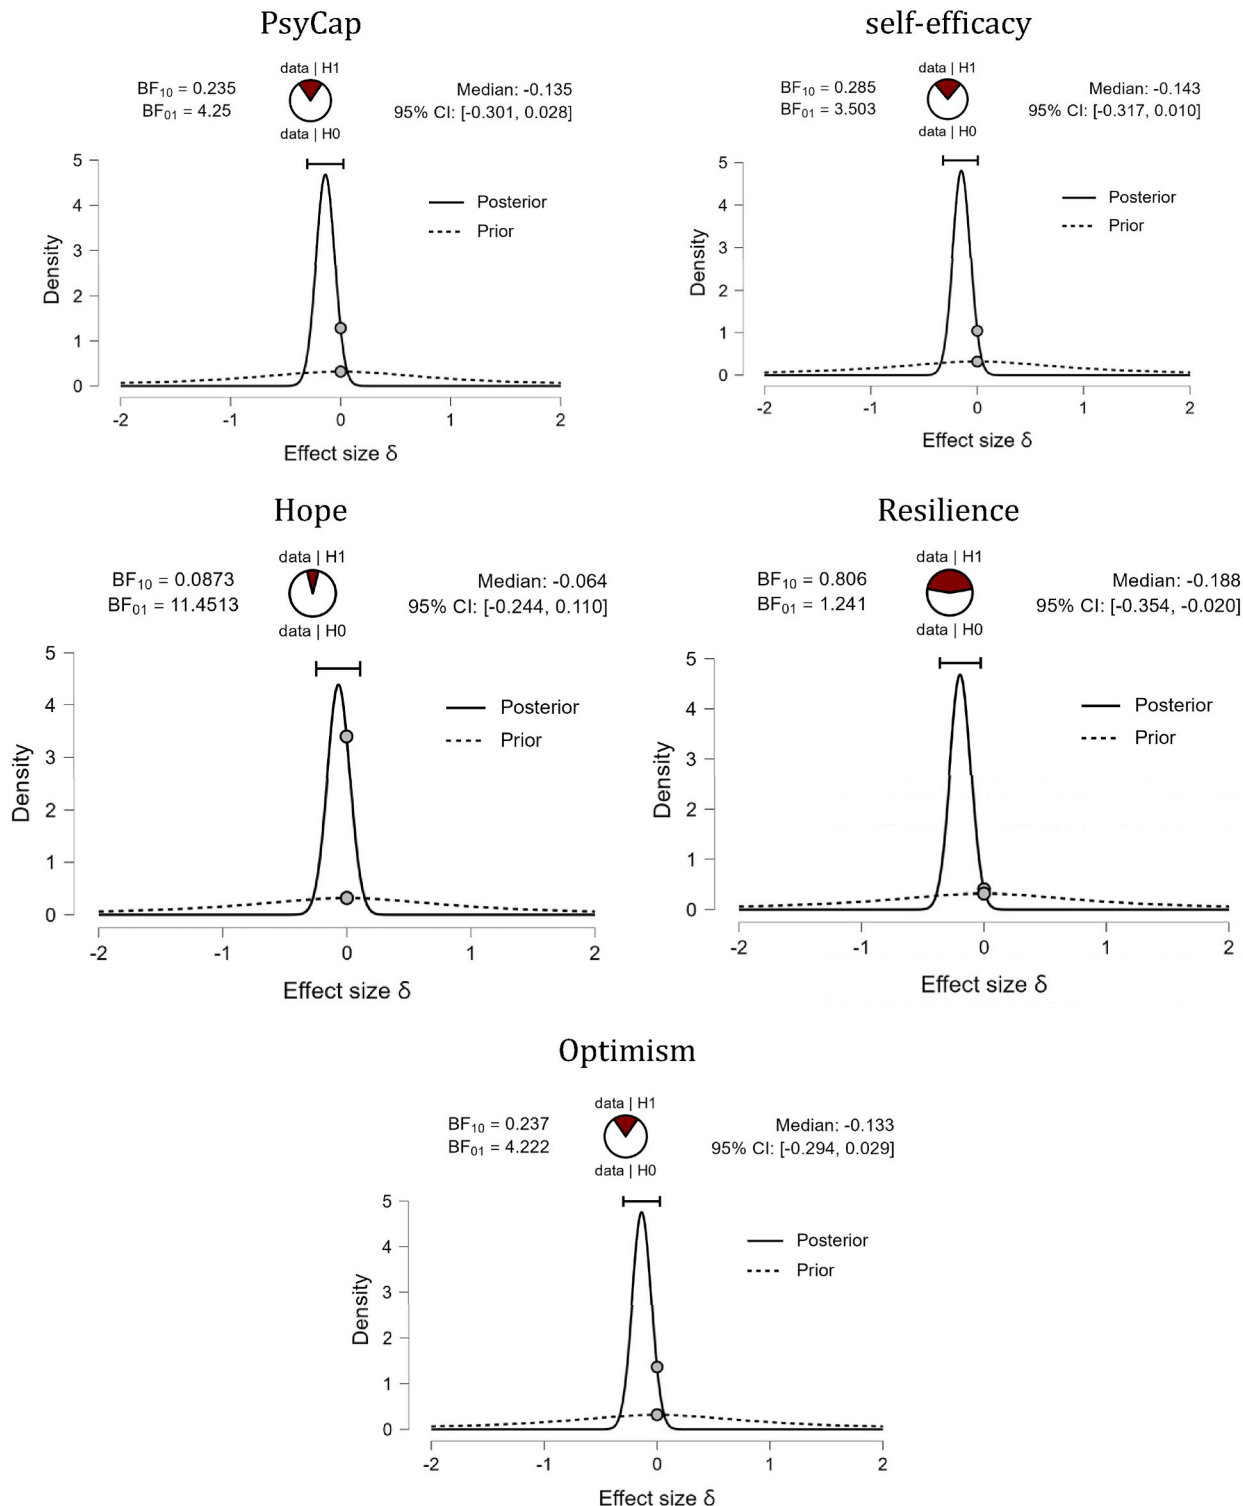 PsyCap
data | H1
BF10 = 0.235
BF01 = 4.25
Median: -0.135
95% CI: [-0.301, 0.028]
data | H0
5
4
3
2
1
0
Density
Posterior
Prior
-2 -1 0 1 2
Effect size δ
self-efficacy
data | H1
BF10 = 0.285
BF01 = 3.503
Median: -0.143
95% CI: [-0.317, 0.010]
data | H0
5
4
3
2
1
0
Density
Posterior
Prior
-2 -1 0 1 2
Effect size δ
Hope
data | H1
BF10 = 0.0873
BF01 = 11.4513
Median: -0.064
95% CI: [-0.244, 0.110]
data | H0
5
4
3
2
1
0
Density
Posterior
Prior
-2 -1 0 1 2
Effect size δ
Resilience
data | H1
BF10 = 0.806
BF01 = 1.241
Median: -0.188
95% CI: [-0.354, -0.020]
data | H0
5
4
3
2
1
0
Density
Posterior
Prior
-2 -1 0 1 2
Effect size δ
Optimism
data | H1
BF10 = 0.237
BF01 = 4.222
Median: -0.133
95% CI: [-0.294, 0.029]
data | H0
5
4
3
2
1
0
Density
Posterior
Prior
-2 -1 0 1 2
Effect size δ